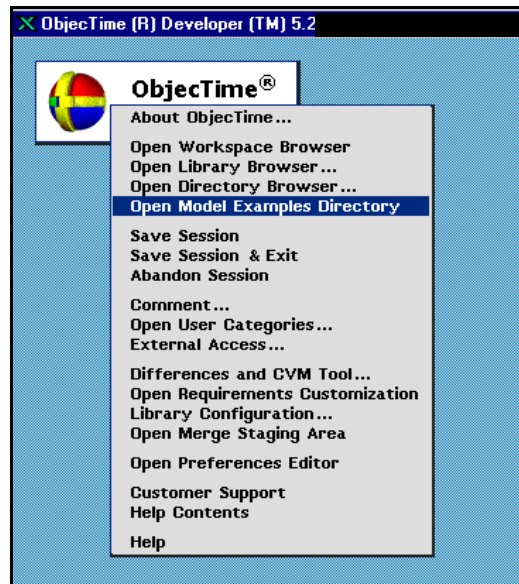 ObjecTime (R) Developer (TM) 5.2
ObjecTime®
About ObjecTime...
Open Workspace Browser
Open Library Browser...
Open Directory Browser...
Open Model Examples Directory
Save Session
Save Session & Exit
Abandon Session
Comment...
Open User Categories...
External Access...
Differences and CVM Tool...
Open Requirements Customization
Library Configuration...
Open Merge Staging Area
Open Preferences Editor
Customer Support
Help Contents
Help